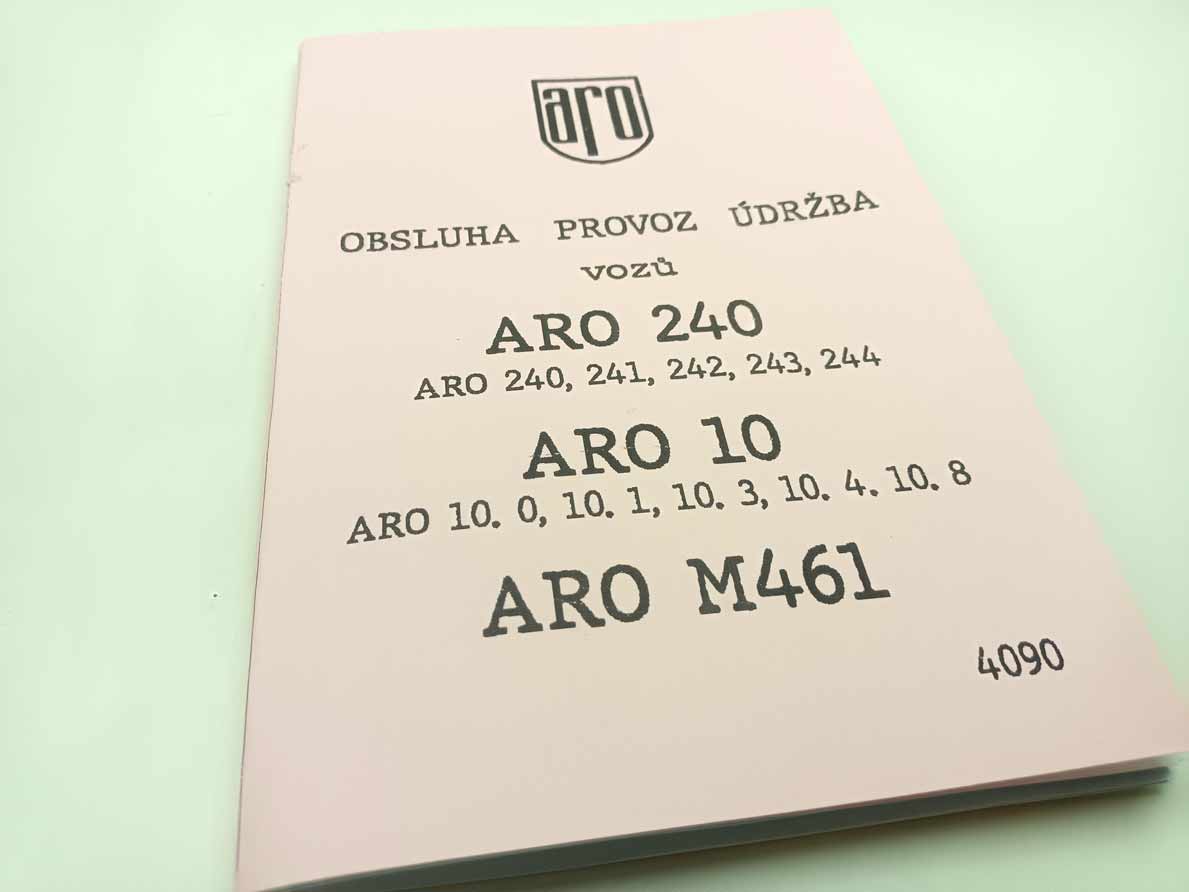 aro
OBSLUHA PROVOZ ÚDRŽBA
vozů
ARO 240
ARO 240, 241, 242, 243, 244
ARO 10
ARO 10. 0, 10. 1, 10. 3, 10. 4. 10. 8
ARO M461
4090